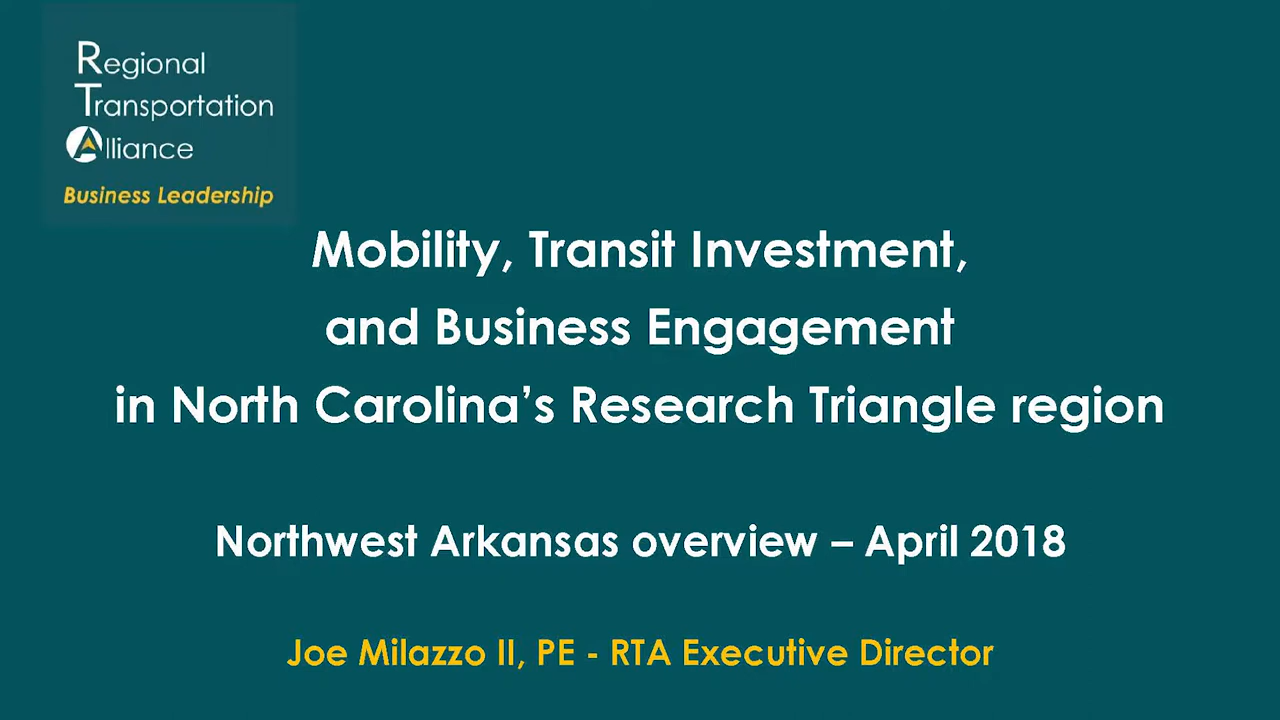 Regional
Transportation
Alliance
Business Leadership
Mobility, Transit Investment,
and Business Engagement
in North Carolina’s Research Triangle region
Northwest Arkansas overview – April 2018
Joe Milazzo II, PE - RTA Executive Director